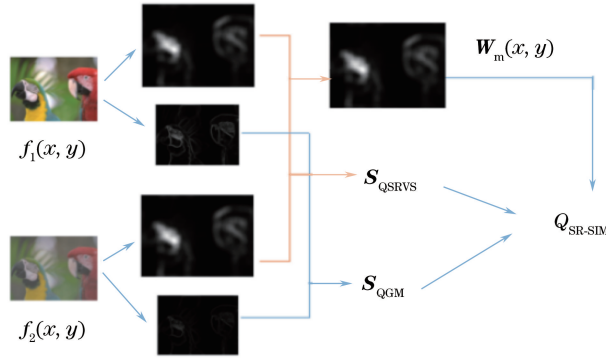 W_m(x, y)
f_1(x, y)
S_QSRVS
Q_SR-SIM
S_QGM
f_2(x, y)